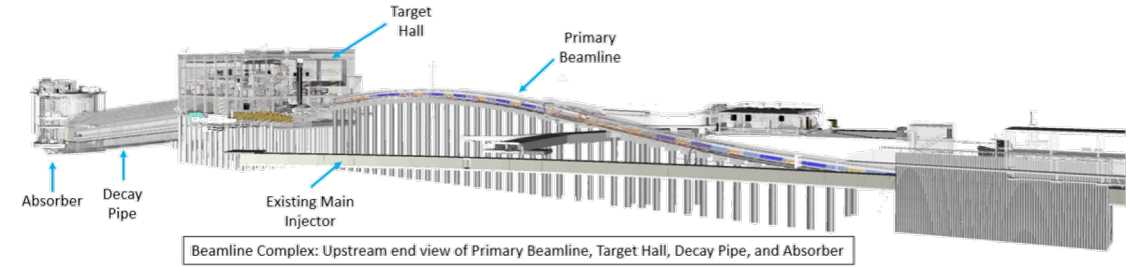 Target
Hall
Primary
Beamline
Absorber
Decay
Pipe
Existing Main
Injector
Beamline Complex: Upstream end view of Primary Beamline, Target Hall, Decay Pipe, and Absorber